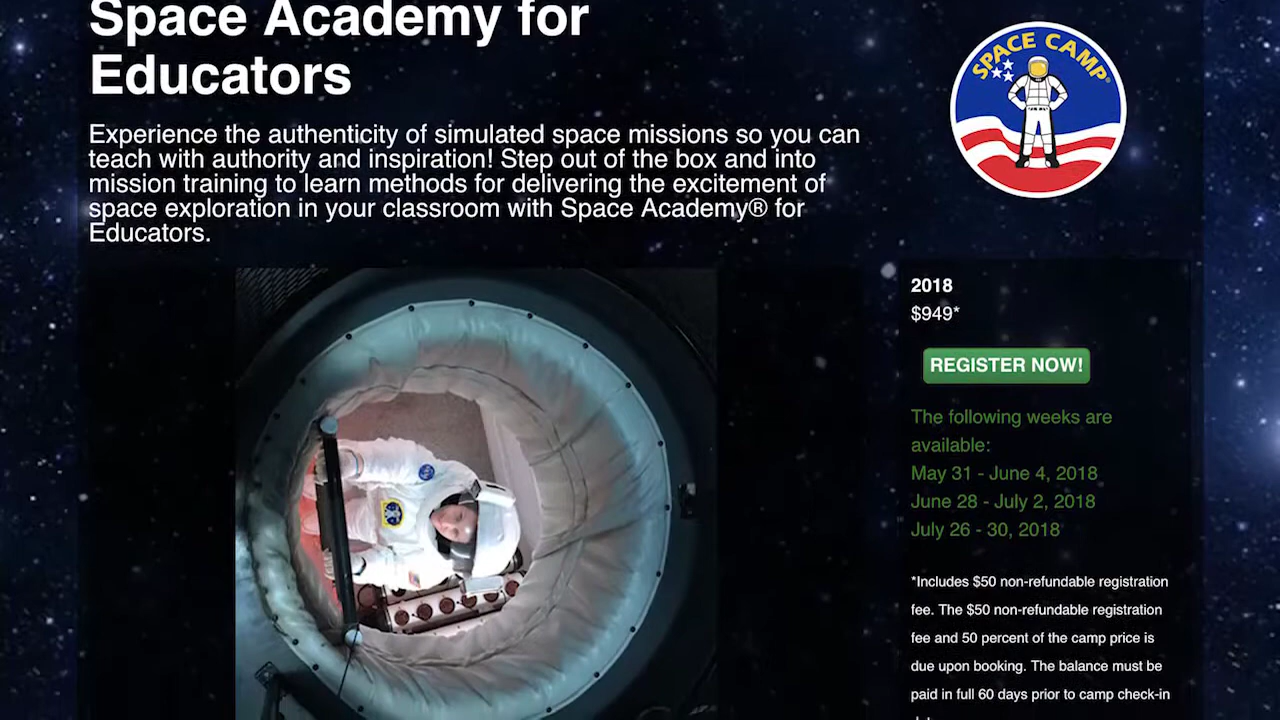 Space Academy for
Educators
Experience the authenticity of simulated space missions so you can
teach with authority and inspiration! Step out of the box and into
mission training to learn methods for delivering the excitement of
space exploration in your classroom with Space Academy® for
Educators.
SPACE CAMP®
2018
$949*
REGISTER NOW!
The following weeks are
available:
May 31 - June 4, 2018
June 28 - July 2, 2018
July 26 - 30, 2018
*Includes $50 non-refundable registration
fee. The $50 non-refundable registration
fee and 50 percent of the camp price is
due upon booking. The balance must be
paid in full 60 days prior to camp check-in